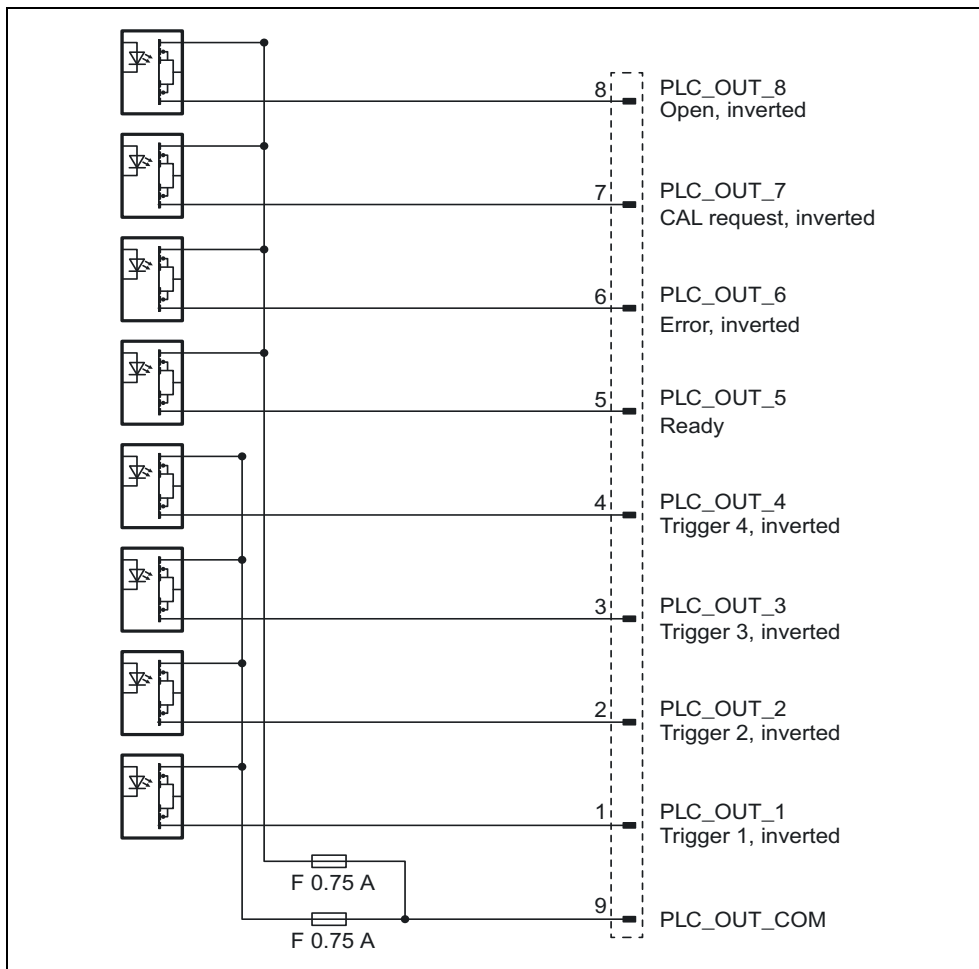 8 PLC_OUT_8
Open, inverted
7 PLC_OUT_7
CAL request, inverted
6 PLC_OUT_6
Error, inverted
5 PLC_OUT_5
Ready
4 PLC_OUT_4
Trigger 4, inverted
3 PLC_OUT_3
Trigger 3, inverted
2 PLC_OUT_2
Trigger 2, inverted
1 PLC_OUT_1
Trigger 1, inverted
F 0.75 A
9 PLC_OUT_COM
F 0.75 A